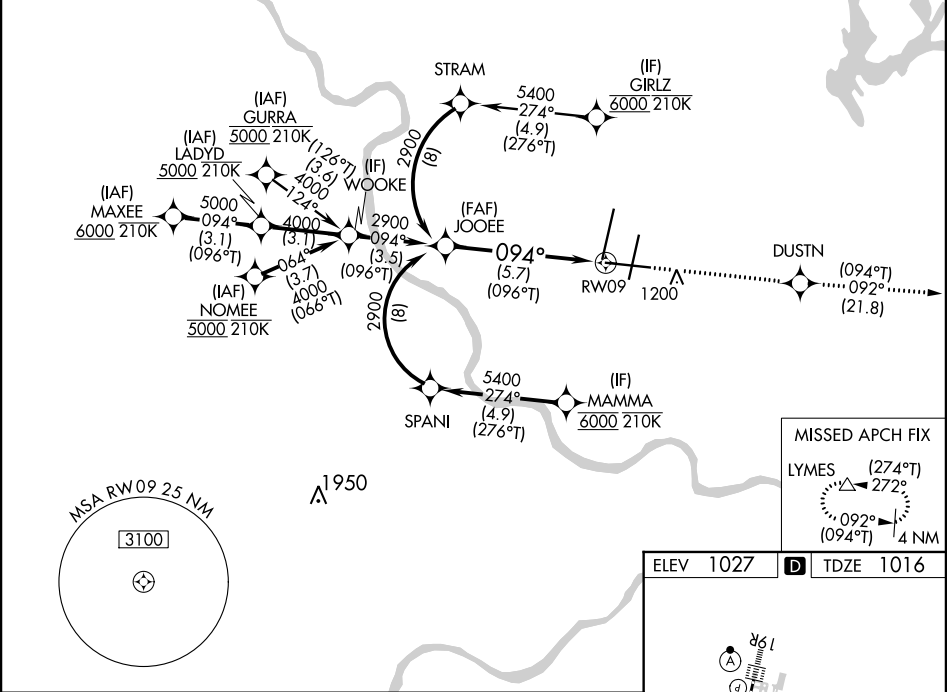 STRAM
(IF)
GIRLZ
6000 210K
5400
274°
(4.9)
(276°T)
(IAF)
GURRA
5000 210K
(126°T)
(3.6)
4000
124°
(IAF)
LADYD
5000 210K
(IF)
WOOKE
2900
(8)
(IAF)
MAXEE
6000 210K
5000
094°
(3.1)
(096°T)
4000
(3.1)
2900
094°
(3.5)
(096°T)
(FAF)
JOOEE
094°
(5.7)
(096°T)
RW09
1200
DUSTN
(094°T)
092°
(21.8)
064°
(3.7)
4000
(066°T)
(IAF)
NOMEE
5000 210K
2900
(8)
SPANI
5400
274°
(4.9)
(276°T)
(IF)
MAMMA
6000 210K
MISSED APCH FIX
LYMES
(274°T)
272°
092°
(094°T)
4 NM
1950
MSA RW09 25 NM
3100
ELEV 1027
D
TDZE 1016
19R
A
P